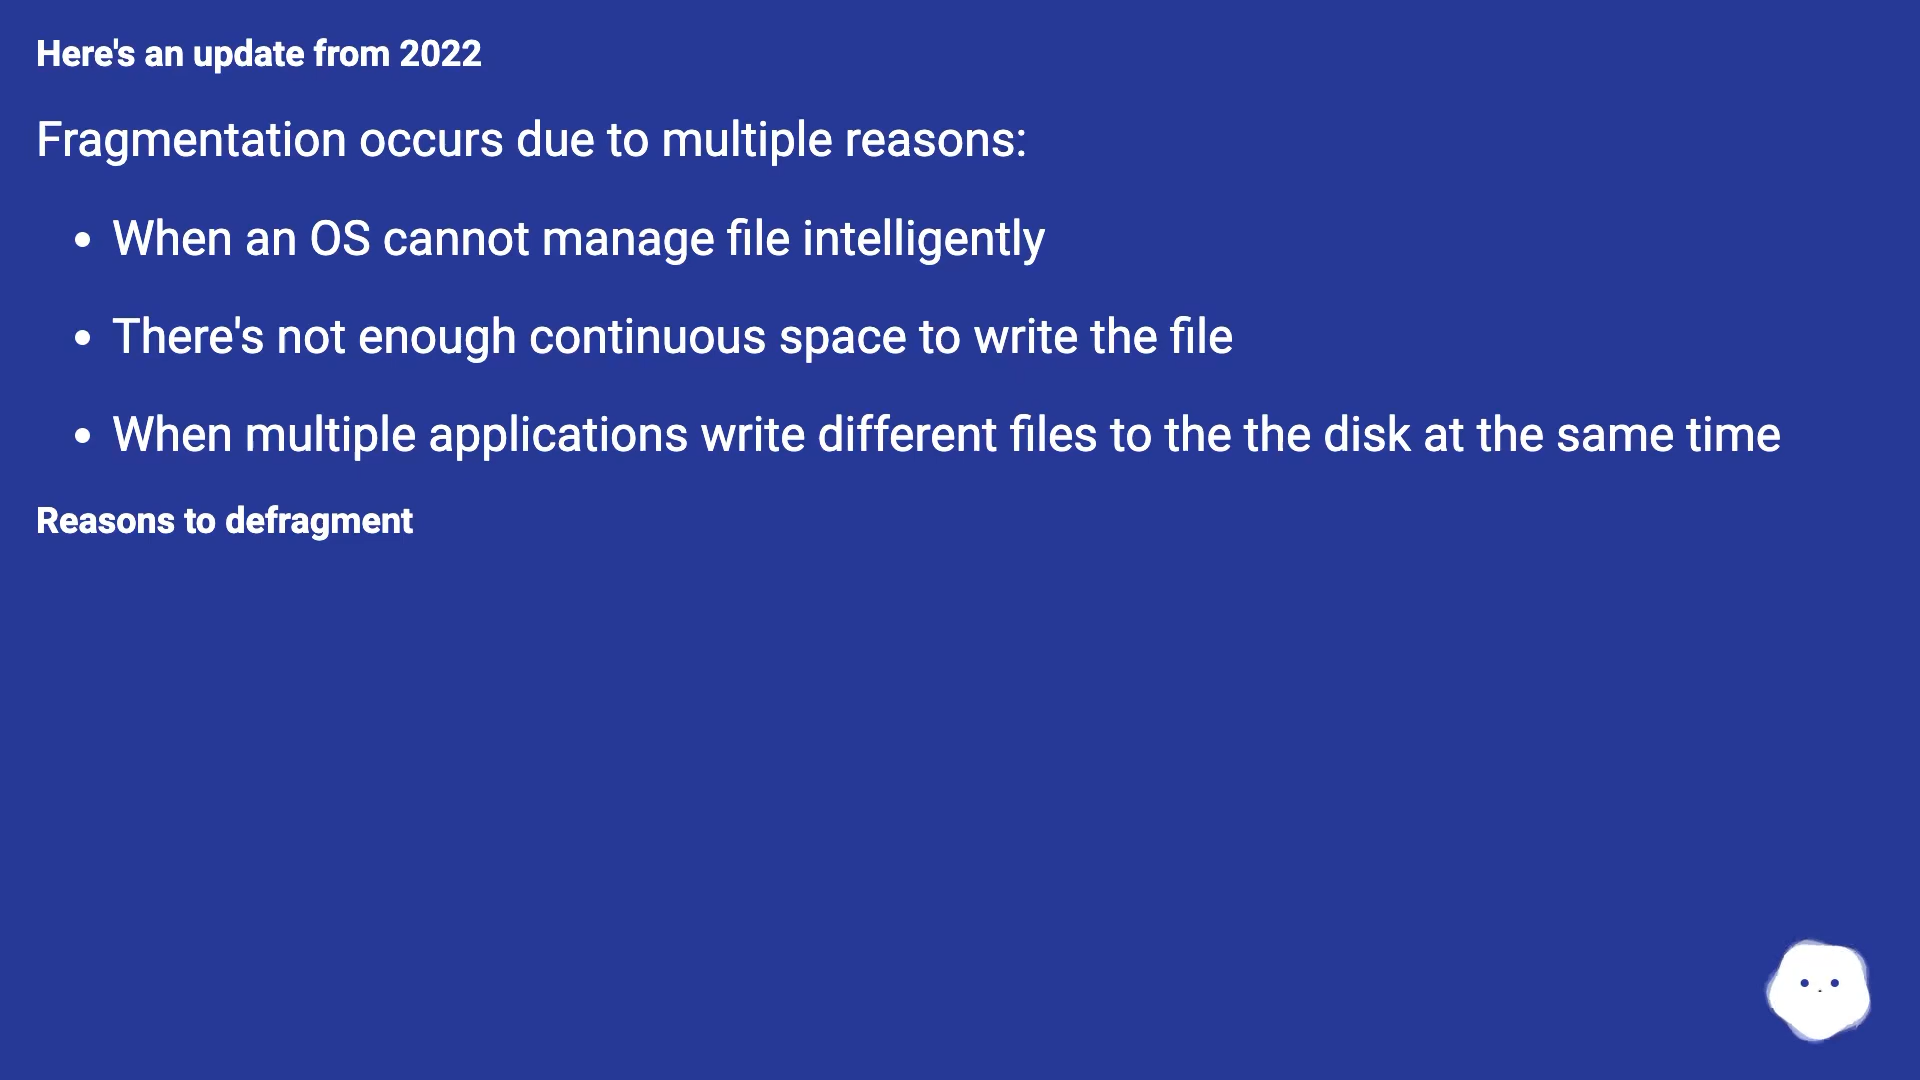 Here's an update from 2022
Fragmentation occurs due to multiple reasons:
• When an OS cannot manage file intelligently
• There's not enough continuous space to write the file
• When multiple applications write different files to the the disk at the same time
Reasons to defragment